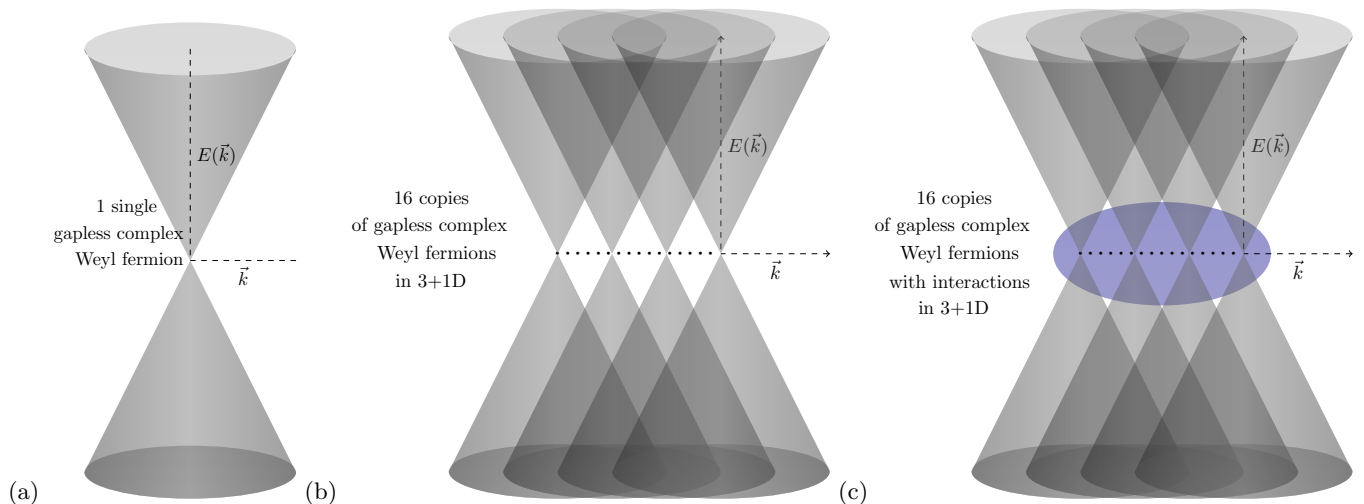 1 single
gapless complex
Weyl fermion
E(k⃗)
k⃗
(a)
16 copies
of gapless complex
Weyl fermions
in 3+1D
E(k⃗)
k⃗
(b)
16 copies
of gapless complex
Weyl fermions
with interactions
in 3+1D
E(k⃗)
k⃗
(c)